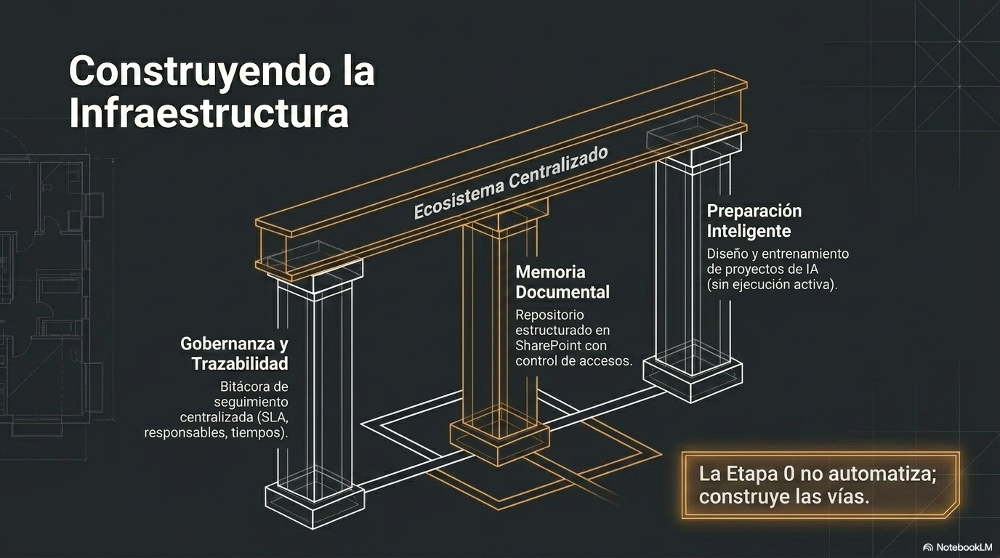 Construyendo la
Infraestructura
Ecosistema Centralizado
Gobernanza y
Trazabilidad
Bitácora de
seguimiento
centralizada (SLA,
responsables, tiempos).
Memoria
Documental
Repositorio
estructurado en
SharePoint con
control de accesos.
Preparación
Inteligente
Diseño y entrenamiento
de proyectos de IA
(sin ejecución activa).
La Etapa 0 no automatiza;
construye las vías.
NotebookLM